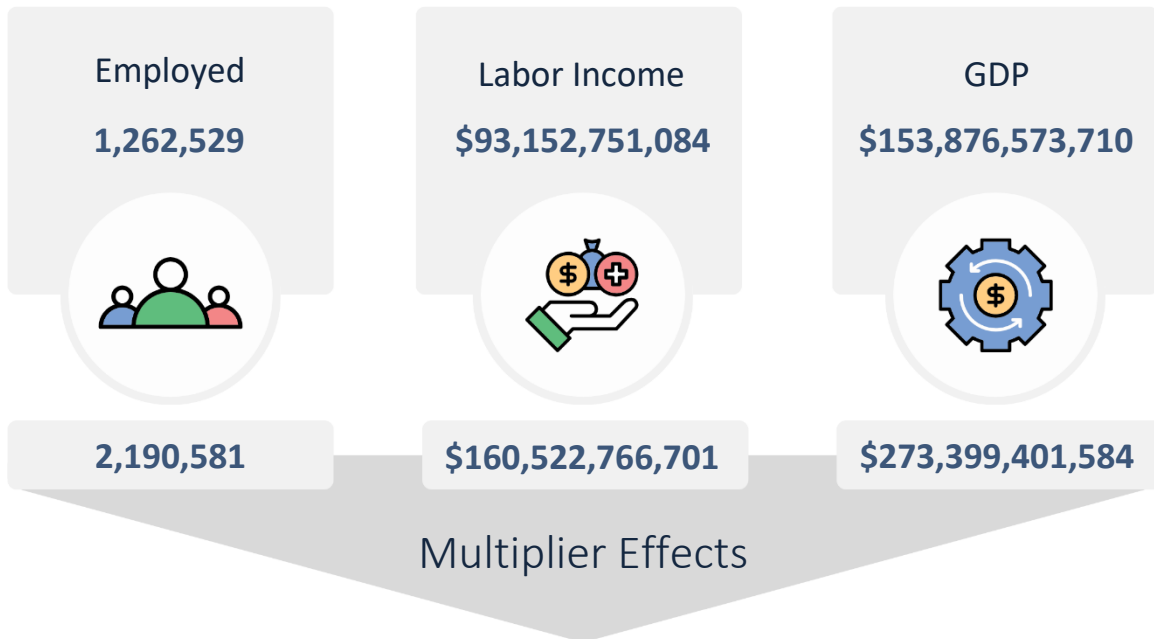 Employed
1,262,529
Labor Income
$93,152,751,084
GDP
$153,876,573,710
$
$
2,190,581
$160,522,766,701
$273,399,401,584
Multiplier Effects